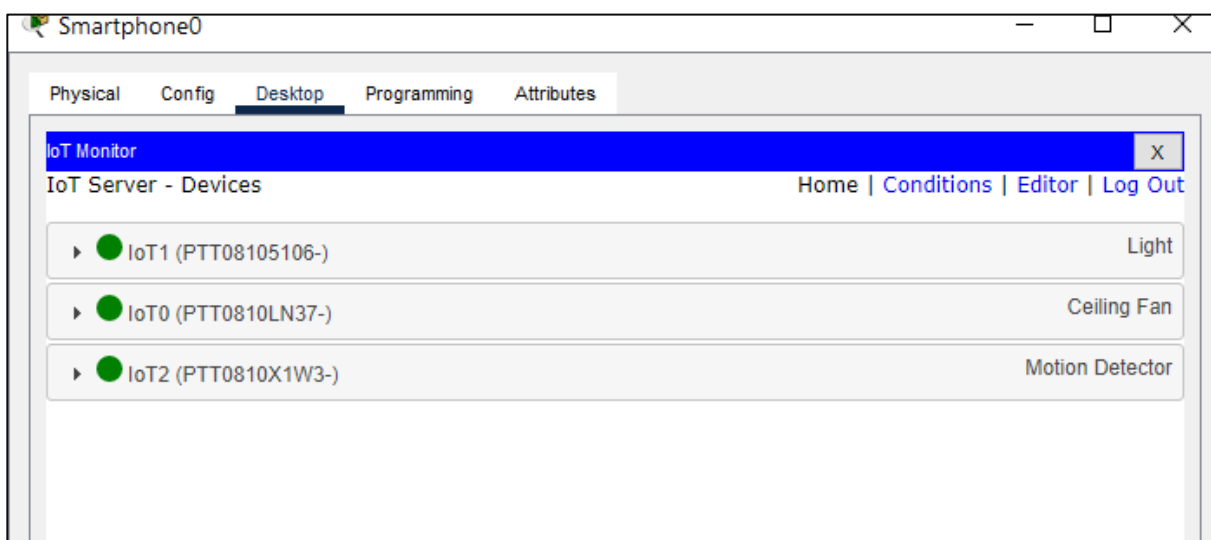 Smartphone0
Physical Config Desktop Programming Attributes
IoT Monitor X
IoT Server - Devices Home | Conditions | Editor | Log Out
IoT1 (PTT08105106-) Light
IoT0 (PTT0810LN37-) Ceiling Fan
IoT2 (PTT0810X1W3-) Motion Detector